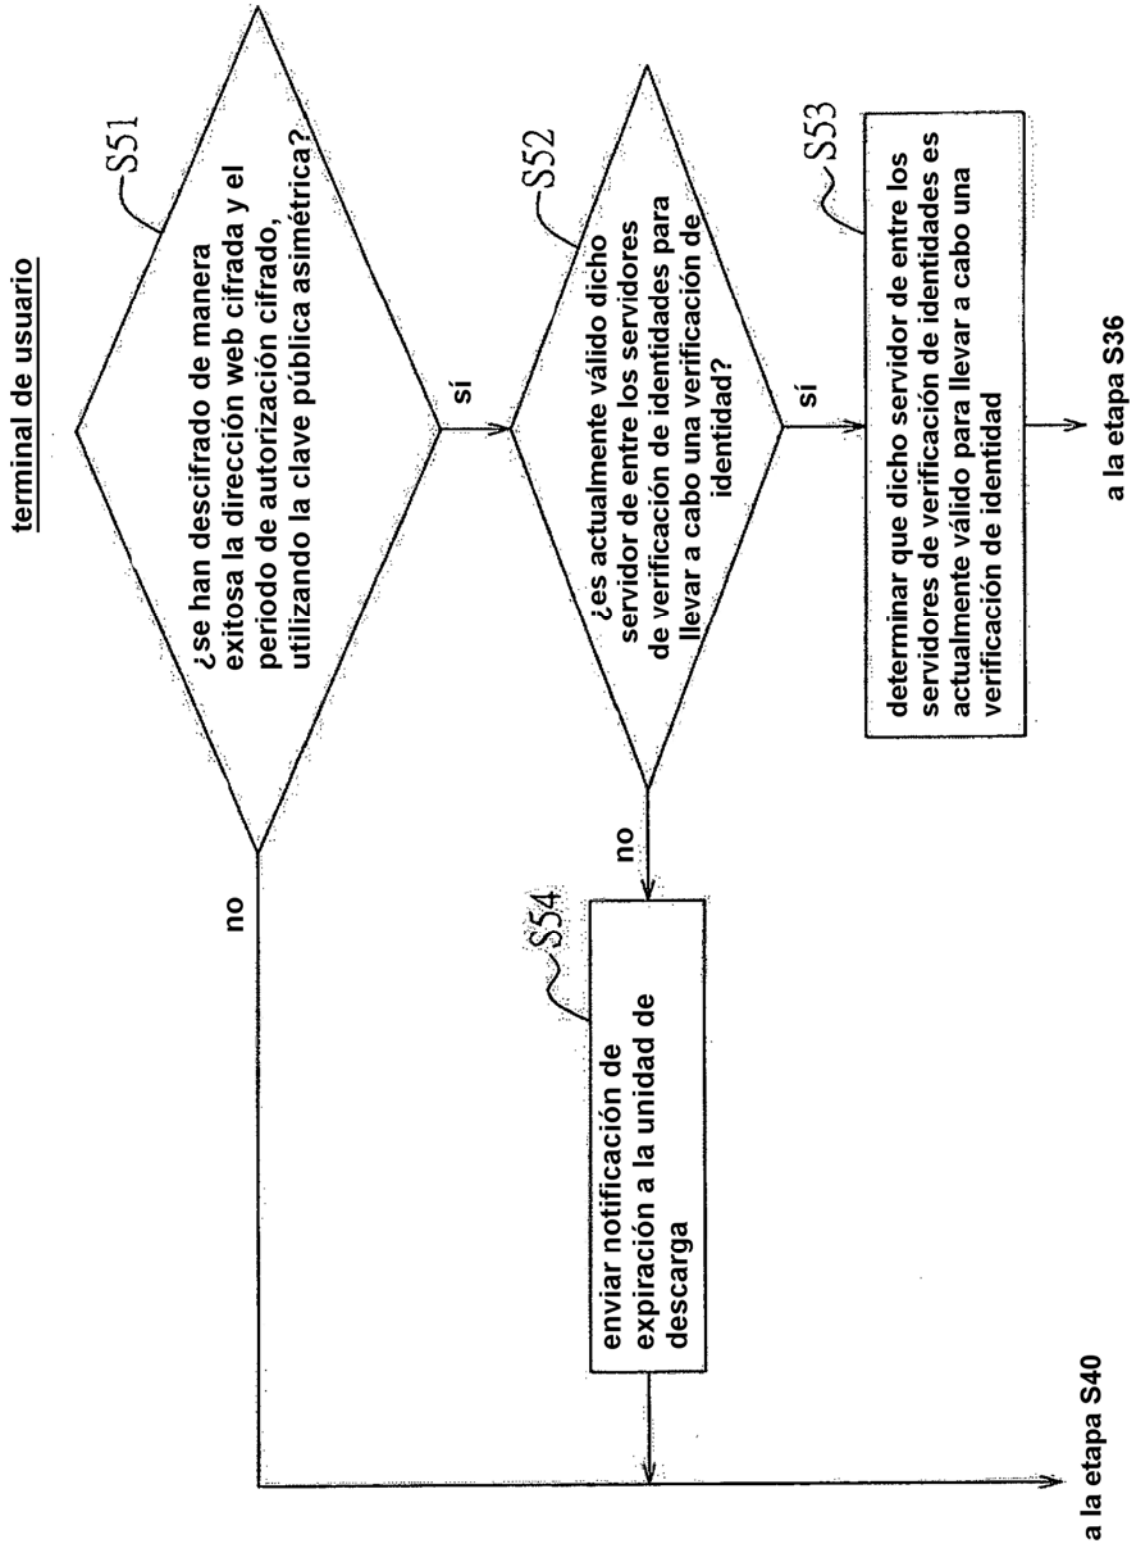 terminal de usuario
S51
¿se han descifrado de manera
exitosa la dirección web cifrada y el
periodo de autorización cifrado,
utilizando la clave pública asimétrica?
no
sí
S52
¿es actualmente válido dicho
servidor de entre los servidores
de verificación de identidades para
llevar a cabo una verificación de
identidad?
no
sí
S54
enviar notificación de
expiración a la unidad de
descarga
S53
determinar que dicho servidor de entre los
servidores de verificación de identidades es
actualmente válido para llevar a cabo una
verificación de identidad
a la etapa S40
a la etapa S36